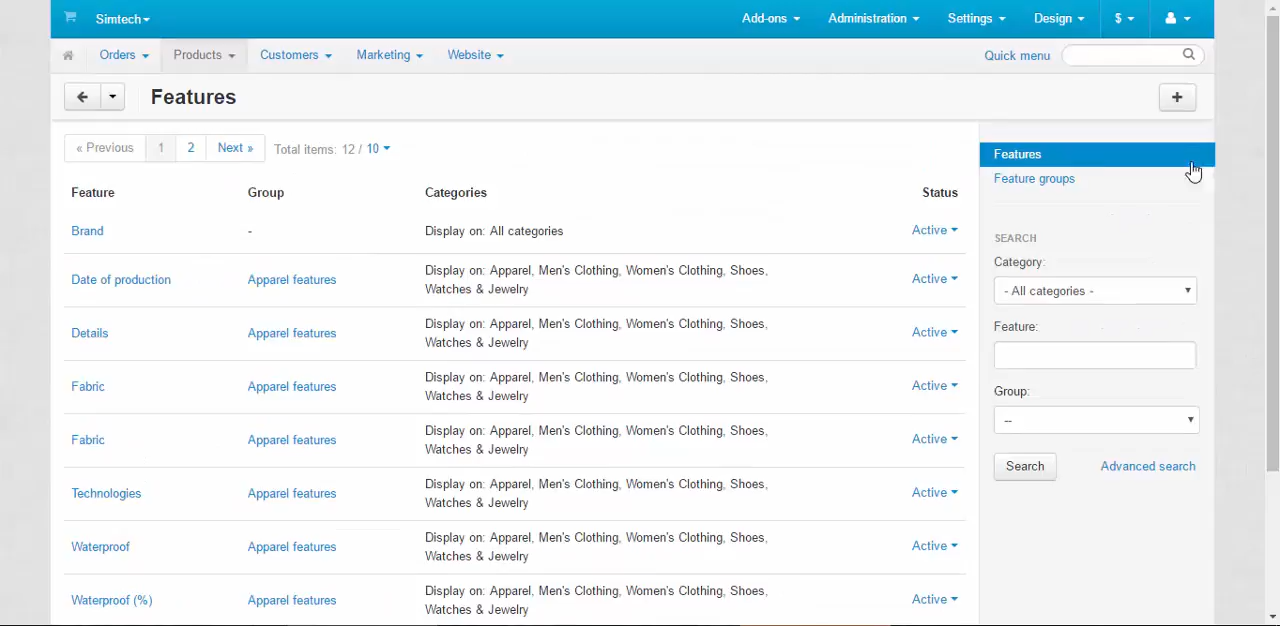 Simtech Add-ons Administration Settings Design $
Orders Products Customers Marketing Website Quick menu
Features +
« Previous 1 2 Next » Total items: 12 / 10
Feature Group Categories Status
Brand - Display on: All categories Active
Date of production Apparel features Display on: Apparel, Men's Clothing, Women's Clothing, Shoes, Watches & Jewelry Active
Details Apparel features Display on: Apparel, Men's Clothing, Women's Clothing, Shoes, Watches & Jewelry Active
Fabric Apparel features Display on: Apparel, Men's Clothing, Women's Clothing, Shoes, Watches & Jewelry Active
Fabric Apparel features Display on: Apparel, Men's Clothing, Women's Clothing, Shoes, Watches & Jewelry Active
Technologies Apparel features Display on: Apparel, Men's Clothing, Women's Clothing, Shoes, Watches & Jewelry Active
Waterproof Apparel features Display on: Apparel, Men's Clothing, Women's Clothing, Shoes, Watches & Jewelry Active
Waterproof (%) Apparel features Display on: Apparel, Men's Clothing, Women's Clothing, Shoes, Watches & Jewelry Active
Features
Feature groups
SEARCH
Category:
- All categories -
Feature:
Group:
--
Search Advanced search